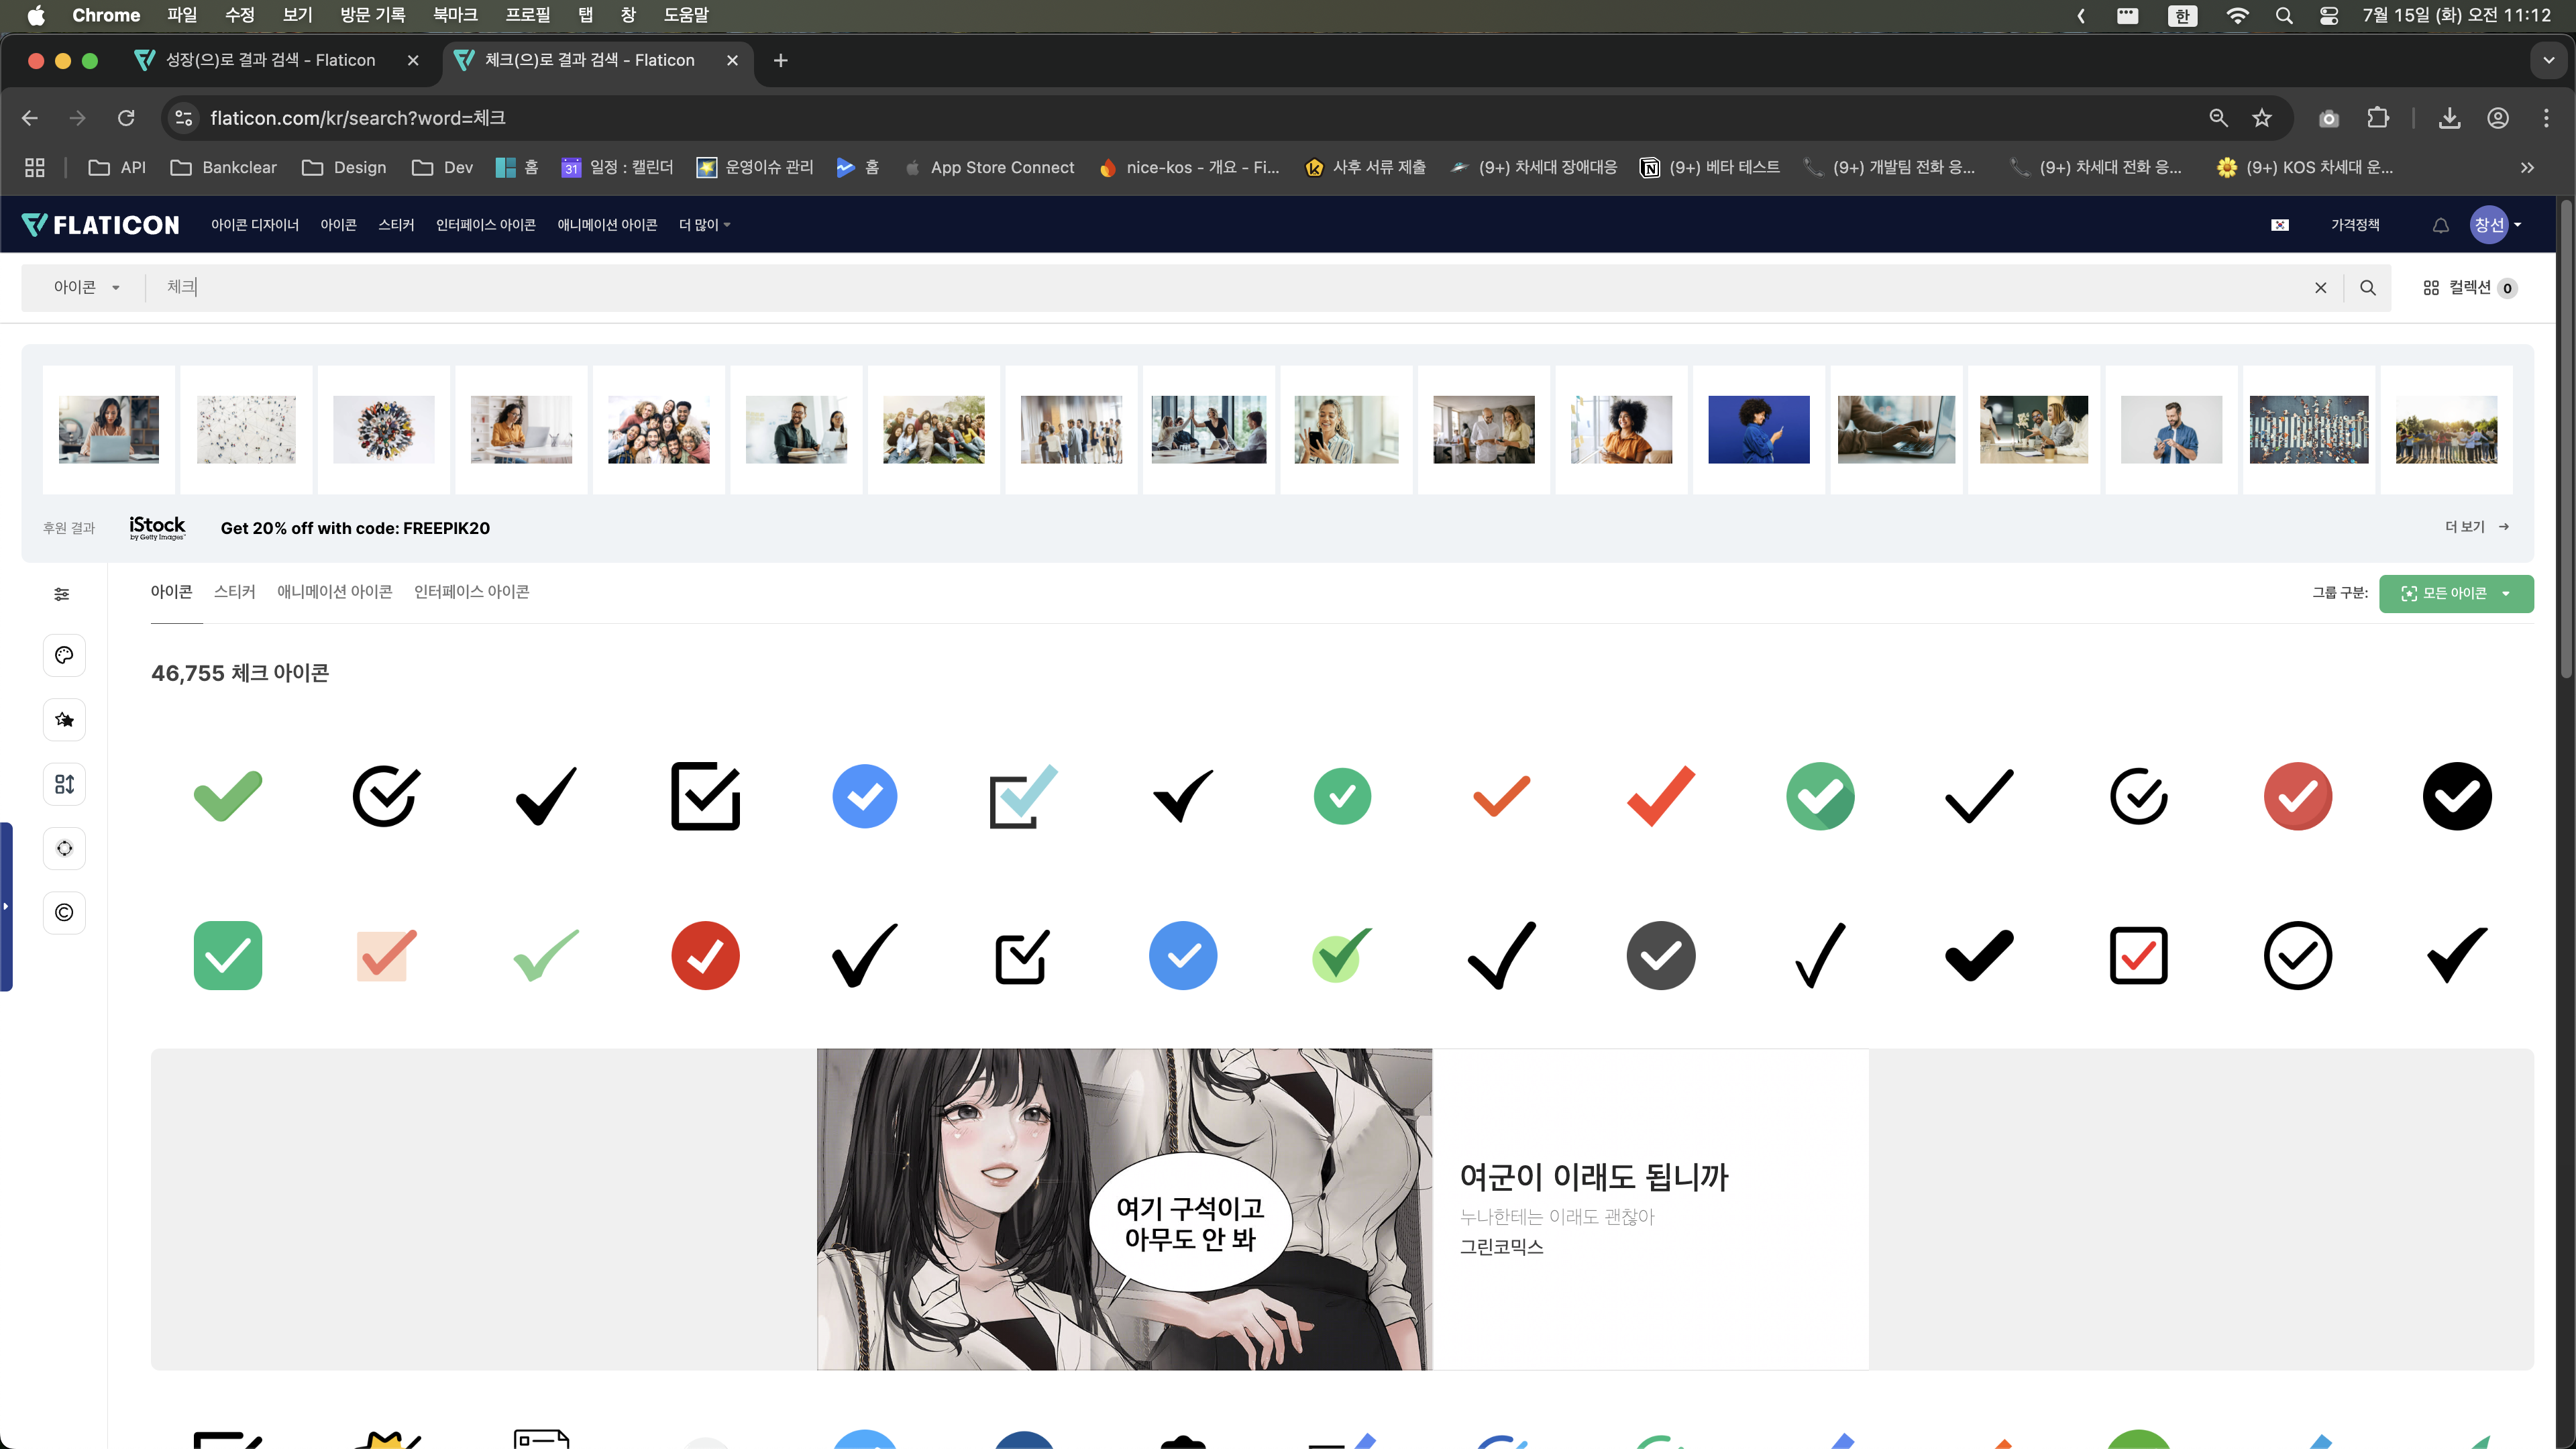 Chrome 파일 수정 보기 방문 기록 북마크 프로필 탭 창 도움말 한 7월 15일 (화) 오전 11:12
성장(으)로 결과 검색 - Flaticon 체크(으)로 결과 검색 - Flaticon
flaticon.com/kr/search?word=체크
API Bankclear Design Dev 홈 31 일정 : 캘린더 운영이슈 관리 홈 App Store Connect nice-kos - 개요 - Fi... 사후 서류 제출 (9+) 차세대 장애대응 (9+) 베타 테스트 (9+) 개발팀 전화 응... (9+) 차세대 전화 응... (9+) KOS 차세대 운...
FLATICON 아이콘 디자이너 아이콘 스티커 인터페이스 아이콘 애니메이션 아이콘 더 많이 가격정책 창선
아이콘 체크 컬렉션 0
후원 결과 iStock by Getty Images™ Get 20% off with code: FREEPIK20 더 보기 →
아이콘 스티커 애니메이션 아이콘 인터페이스 아이콘 그룹 구분: 모든 아이콘
46,755 체크 아이콘
여기 구석이고
아무도 안 봐
여군이 이래도 됩니까
누나한테는 이래도 괜찮아
그린코믹스